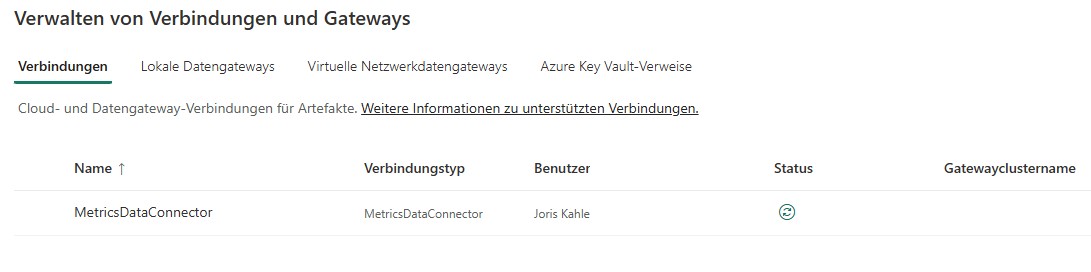 Verwalten von Verbindungen und Gateways
Verbindungen Lokale Datengateways Virtuelle Netzwerkdatengateways Azure Key Vault-Verweise
Cloud- und Datengateway-Verbindungen für Artefakte. Weitere Informationen zu unterstützten Verbindungen.
Name ↑ Verbindungstyp Benutzer Status Gatewayclustername
MetricsDataConnector MetricsDataConnector Joris Kahle